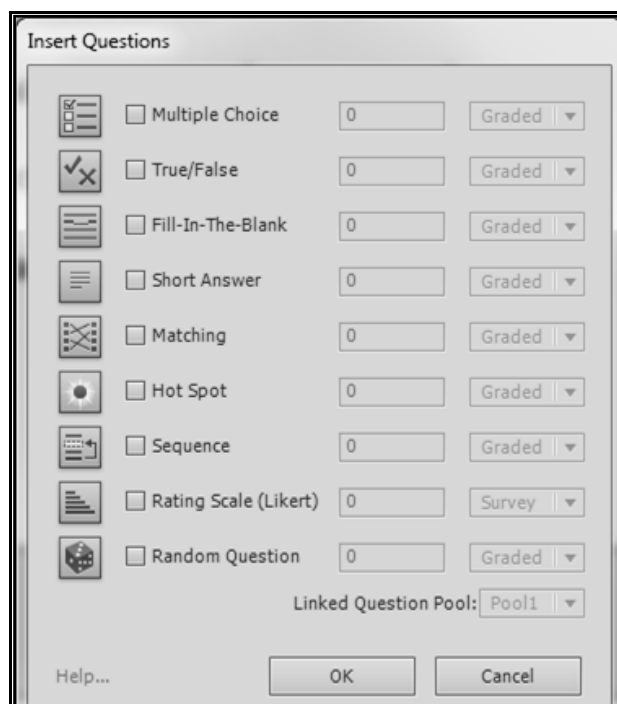 Insert Questions
Multiple Choice 0 Graded
True/False 0 Graded
Fill-In-The-Blank 0 Graded
Short Answer 0 Graded
Matching 0 Graded
Hot Spot 0 Graded
Sequence 0 Graded
Rating Scale (Likert) 0 Survey
Random Question 0 Graded
Linked Question Pool: Pool1
Help... OK Cancel